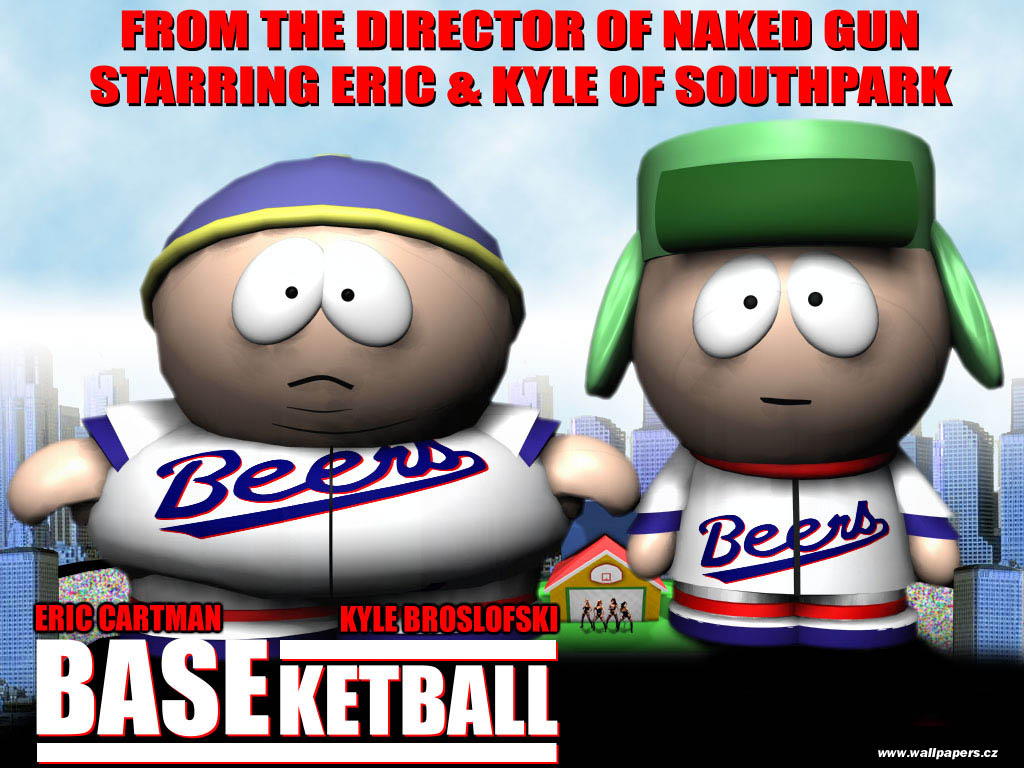 FROM THE DIRECTOR OF NAKED GUN
STARRING ERIC & KYLE OF SOUTHPARK
Beers
Beers
ERIC CARTMAN
KYLE BROSLOFSKI
BASEKETBALL
www.wallpapers.cz